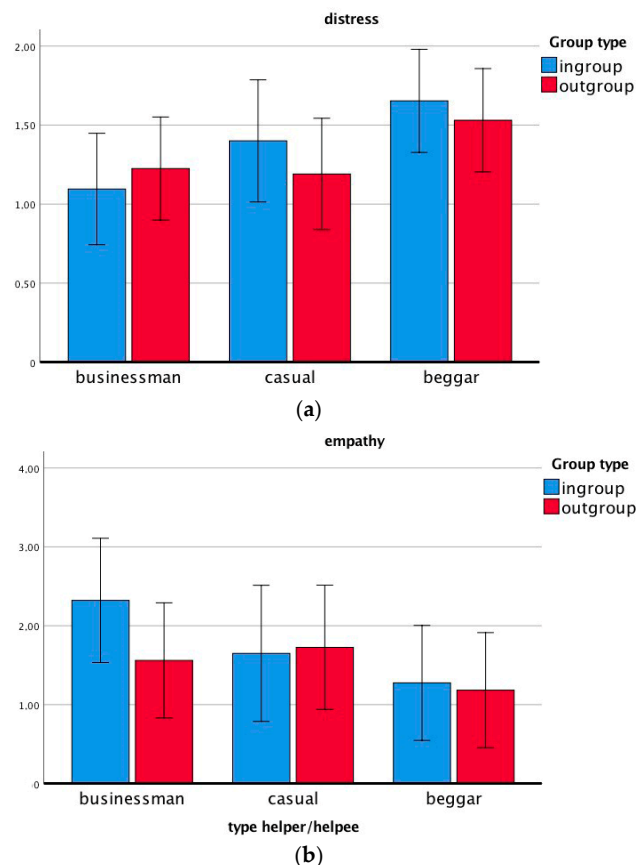 distress
Group type
ingroup
outgroup
2.00
1.50
1.00
0.50
0
businessman casual beggar
(a)
empathy
Group type
ingroup
outgroup
4.00
3.00
2.00
1.00
0
businessman casual beggar
type helper/helpee
(b)